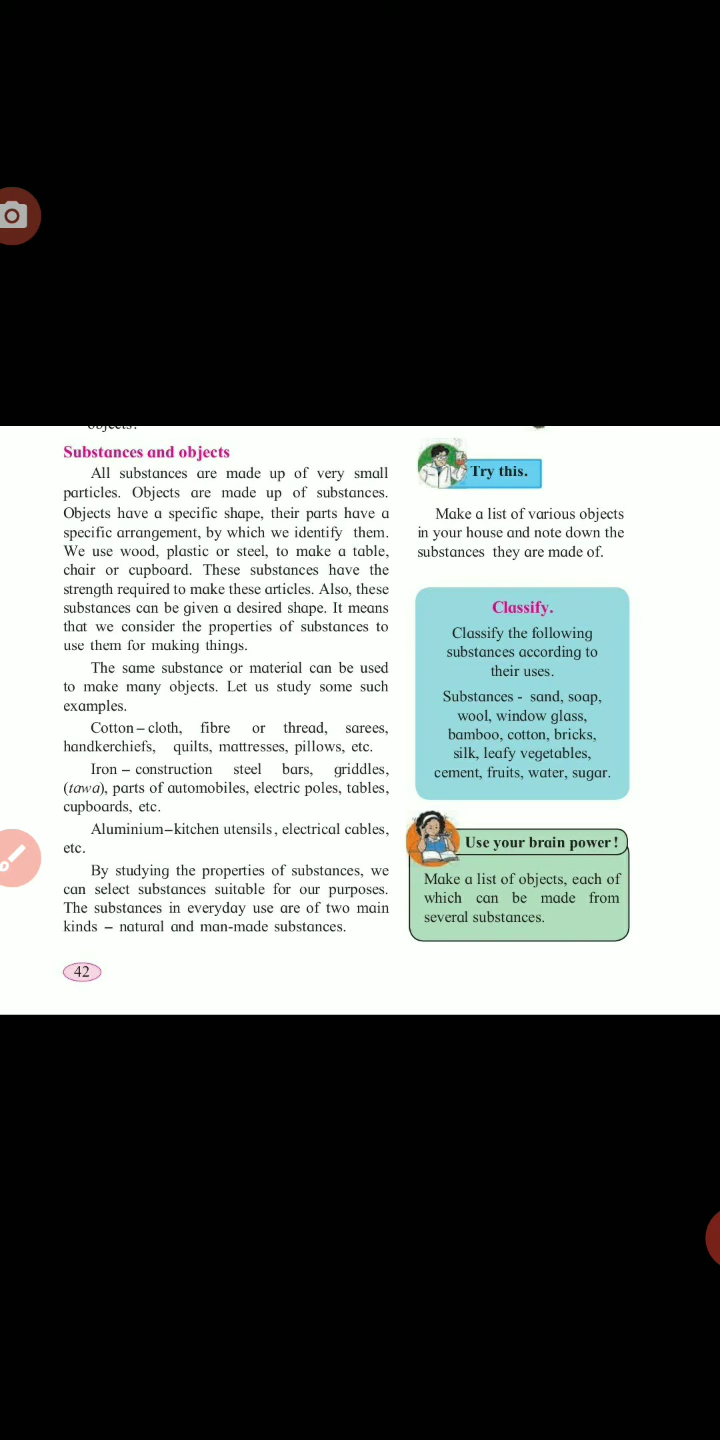 objects?
Substances and objects
All substances are made up of very small
particles. Objects are made up of substances.
Objects have a specific shape, their parts have a
specific arrangement, by which we identify them.
We use wood, plastic or steel, to make a table,
chair or cupboard. These substances have the
strength required to make these articles. Also, these
substances can be given a desired shape. It means
that we consider the properties of substances to
use them for making things.
The same substance or material can be used
to make many objects. Let us study some such
examples.
Cotton – cloth, fibre or thread, sarees,
handkerchiefs, quilts, mattresses, pillows, etc.
Iron – construction steel bars, griddles,
(tawa), parts of automobiles, electric poles, tables,
cupboards, etc.
Aluminium–kitchen utensils, electrical cables,
etc.
By studying the properties of substances, we
can select substances suitable for our purposes.
The substances in everyday use are of two main
kinds – natural and man-made substances.
42
Try this.
Make a list of various objects
in your house and note down the
substances they are made of.
Classify.
Classify the following
substances according to
their uses.
Substances - sand, soap,
wool, window glass,
bamboo, cotton, bricks,
silk, leafy vegetables,
cement, fruits, water, sugar.
Use your brain power !
Make a list of objects, each of
which can be made from
several substances.